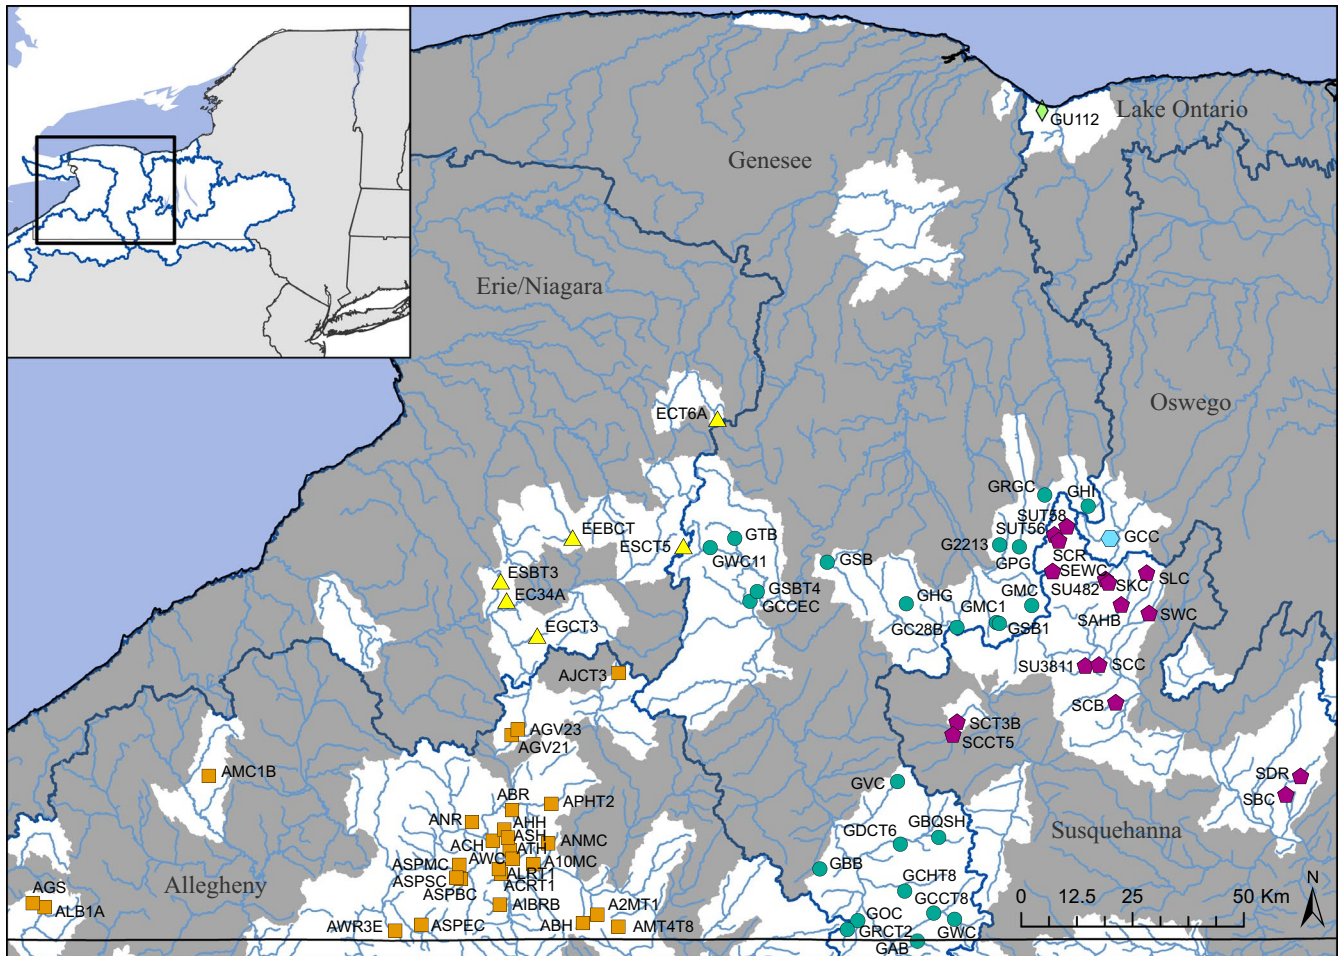 Lake Ontario
GU112
Genesee
Erie/Niagara
Oswego
ECT6A
GRGC
GHI
SUT58
SUT56
GCC
EEBCT
ESCT5
GTB
GWC11
G2213
GPG
SCR
SEWC
SKC
SLC
SU482
GSB
ESBT3
EC34A
GSBT4
GCCEC
GHG
GMC
GMC1
SAHB
SWC
GC28B
GSB1
EGCT3
SU3811
SCC
AJCT3
SCB
AGV23
AGV21
SCT3B
SCCT5
AMC1B
GVC
SDR
SBC
ABR
APHT2
ANR
AHH
ASH
ANMC
ACH
ATH
GDCT6
GBQSH
Susquehanna
AWC
A10MC
ASPMC
ALRT1
ASPSC
ACRT1
ASPBC
GBB
Allegheny
AGS
ALB1A
AIBRB
GCHT8
GCCT8
0 12.5 25 50 Km
N
AWR3E
ASPEC
ABH
A2MT1
AMT4T8
GOC
GRCT2
GWC
GAB